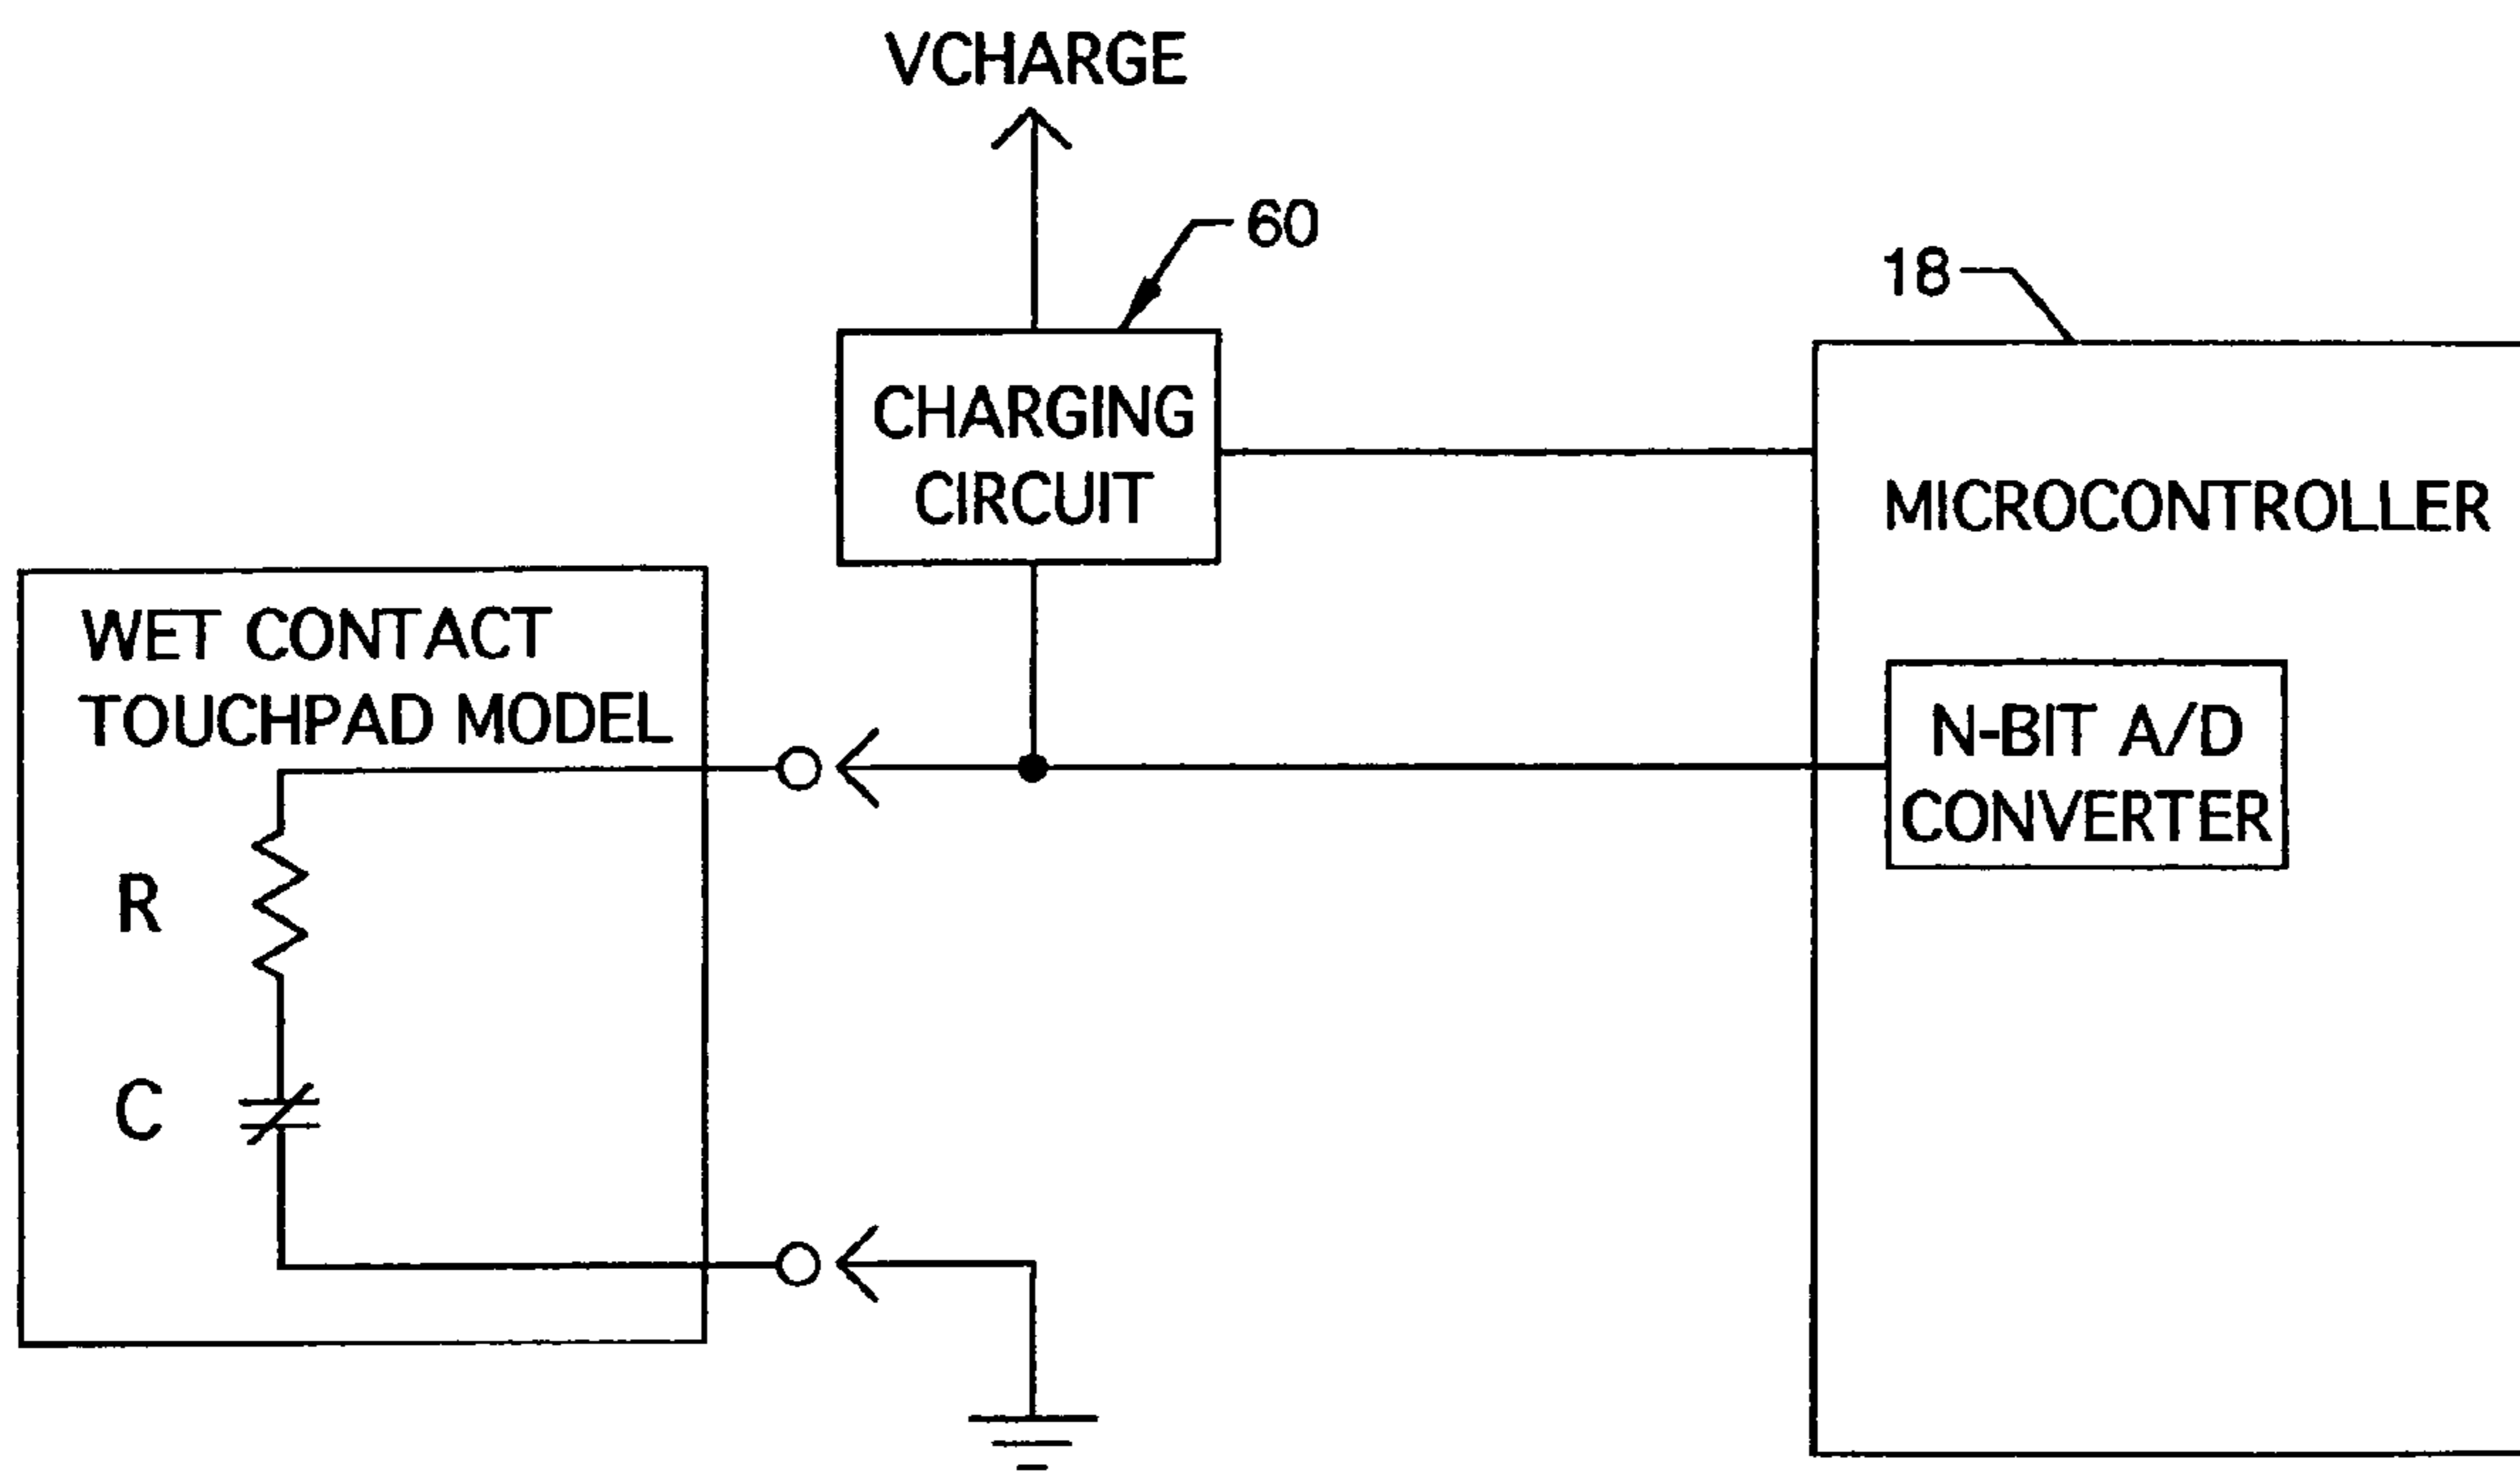 VCHARGE
60
18
CHARGING
CIRCUIT
MICROCONTROLLER
WET CONTACT
TOUCHPAD MODEL
N-BIT A/D
CONVERTER
R
C